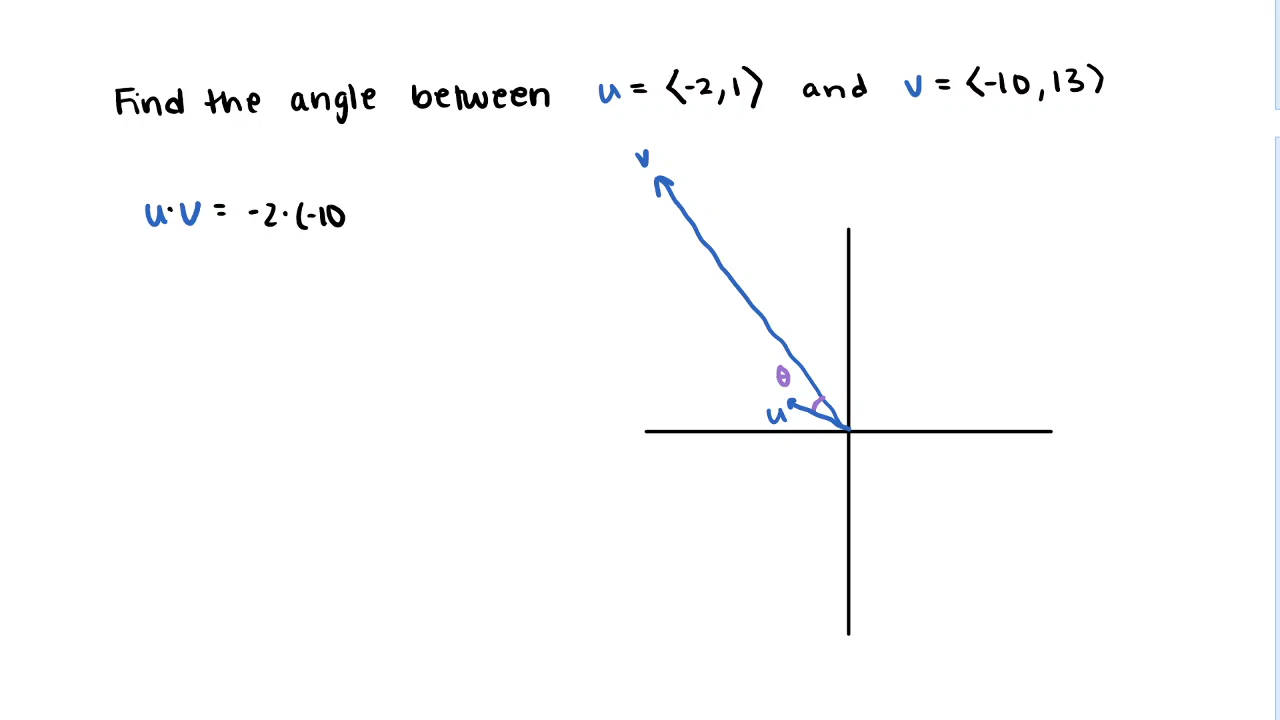 Find the angle between u = ⟨-2,1⟩ and v = ⟨-10,13⟩
v
u·v = -2·(-10
θ
u